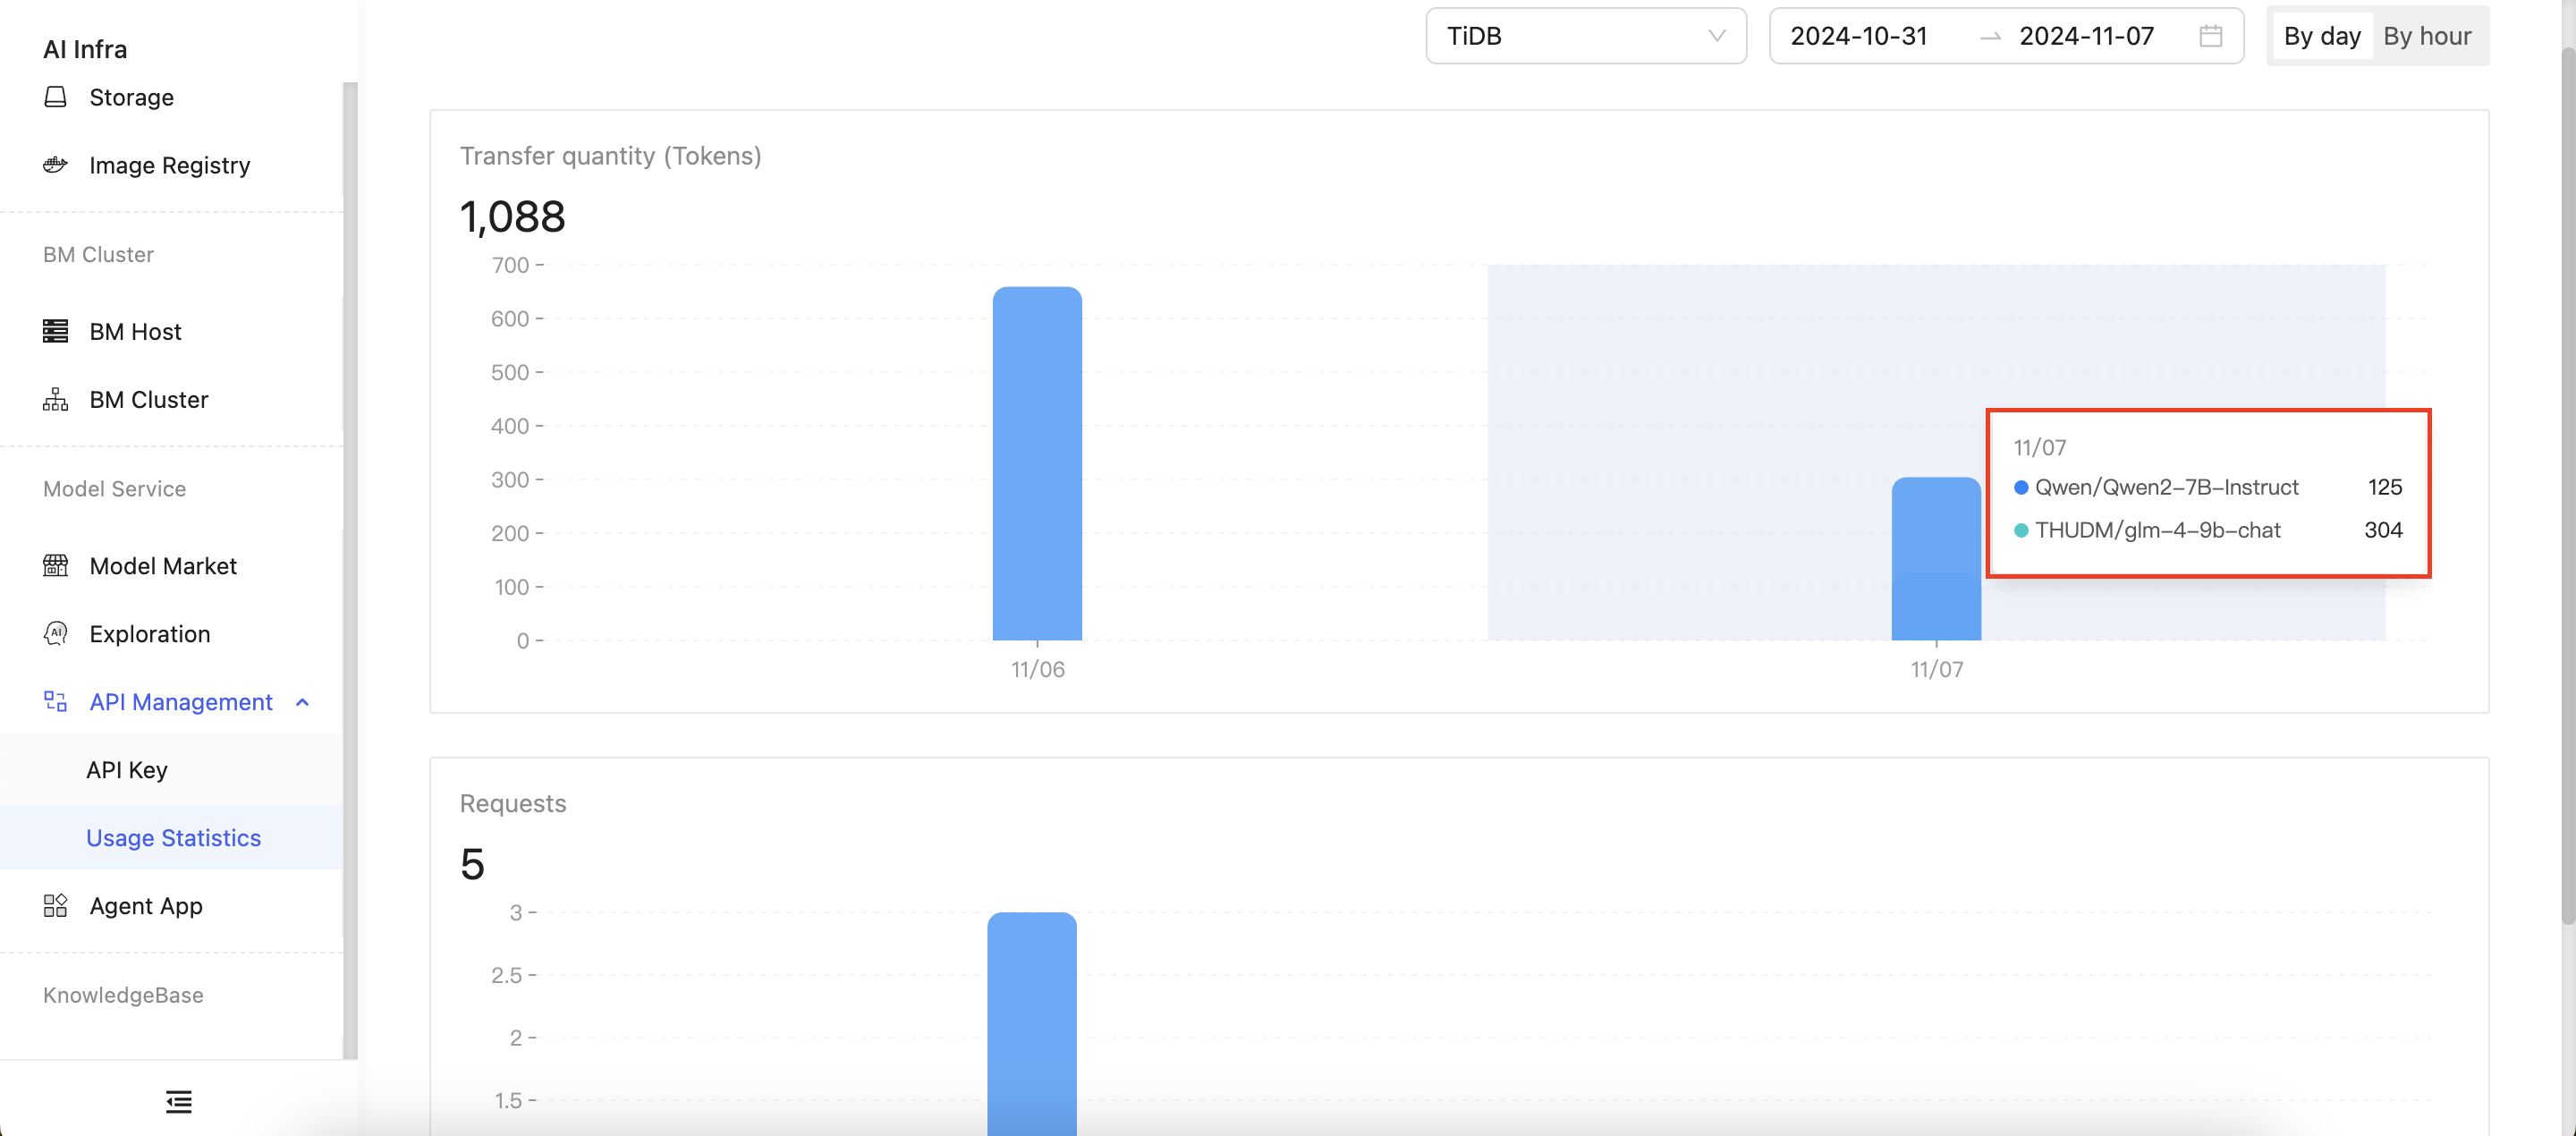 AI Infra
Storage
Image Registry
BM Cluster
BM Host
BM Cluster
Model Service
Model Market
AI
Exploration
API Management
API Key
Usage Statistics
Agent App
KnowledgeBase
TiDB
2024-10-31
2024-11-07
By day
By hour
Transfer quantity (Tokens)
1,088
700
600
500
400
300
200
100
0
11/06
11/07
11/07
Qwen/Qwen2-7B-Instruct 125
THUDM/glm-4-9b-chat 304
Requests
5
3
2.5
2
1.5